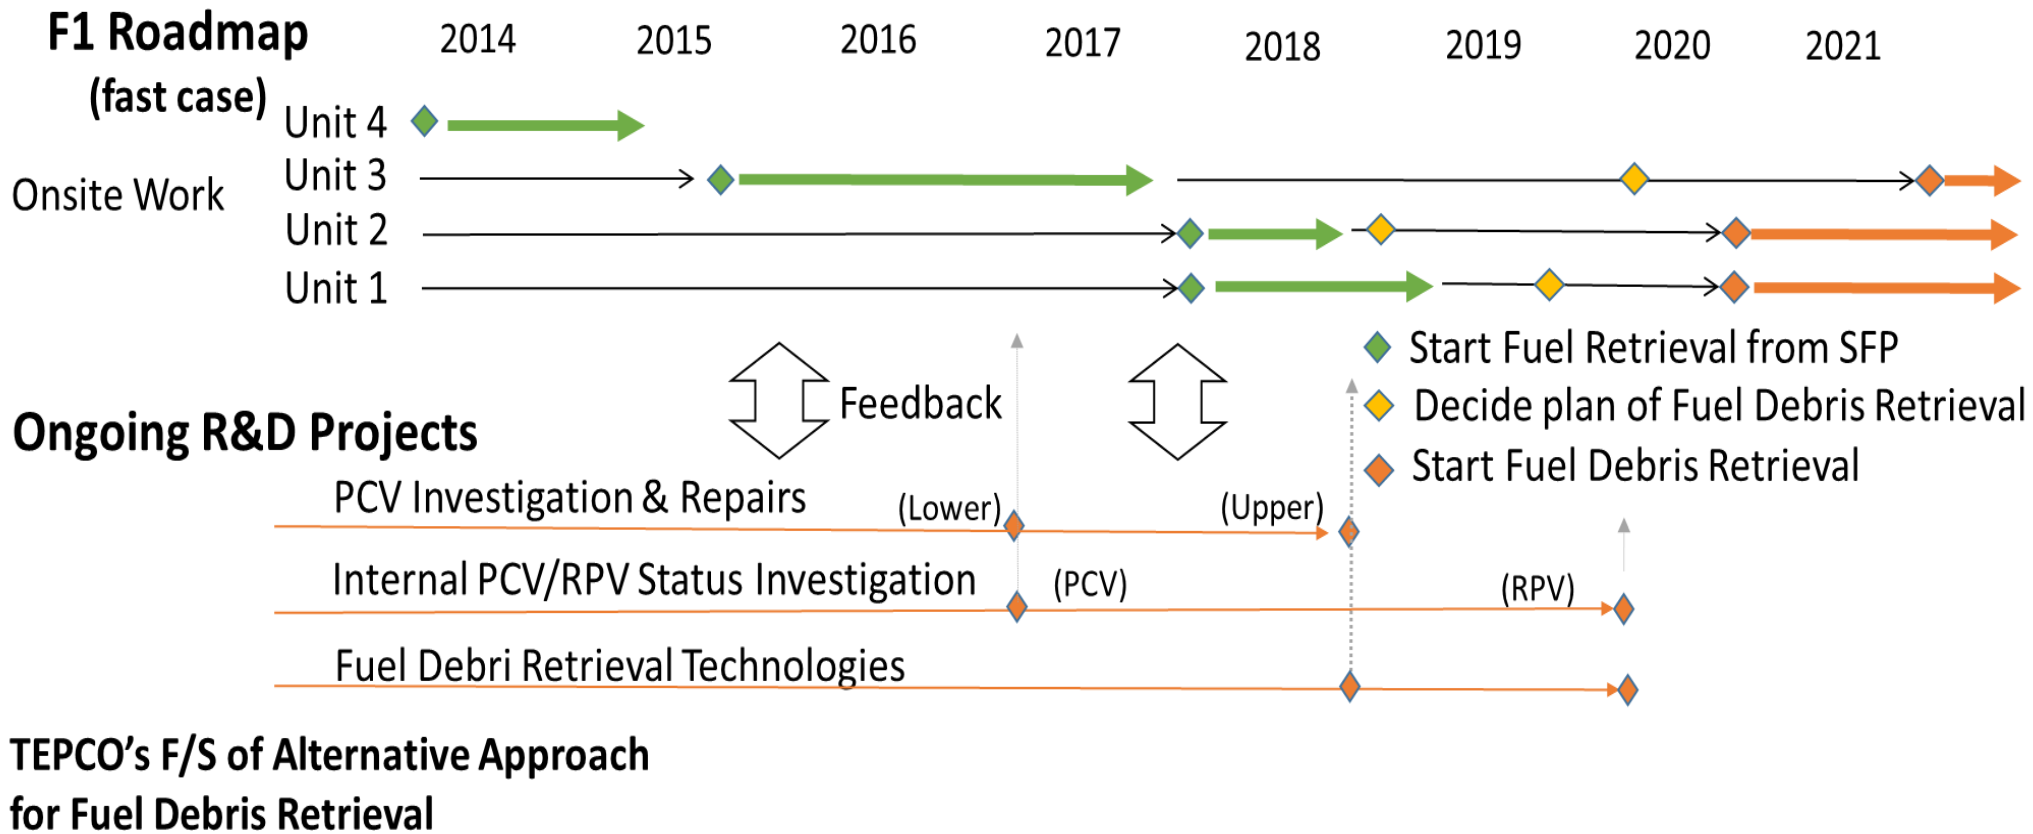 F1 Roadmap
(fast case)
2014 2015 2016 2017 2018 2019 2020 2021
Unit 4
Onsite Work
Unit 3
Unit 2
Unit 1
Start Fuel Retrieval from SFP
Feedback
Decide plan of Fuel Debris Retrieval
Ongoing R&D Projects
Start Fuel Debris Retrieval
PCV Investigation & Repairs (Lower) (Upper)
Internal PCV/RPV Status Investigation (PCV) (RPV)
Fuel Debri Retrieval Technologies
TEPCO’s F/S of Alternative Approach
for Fuel Debris Retrieval